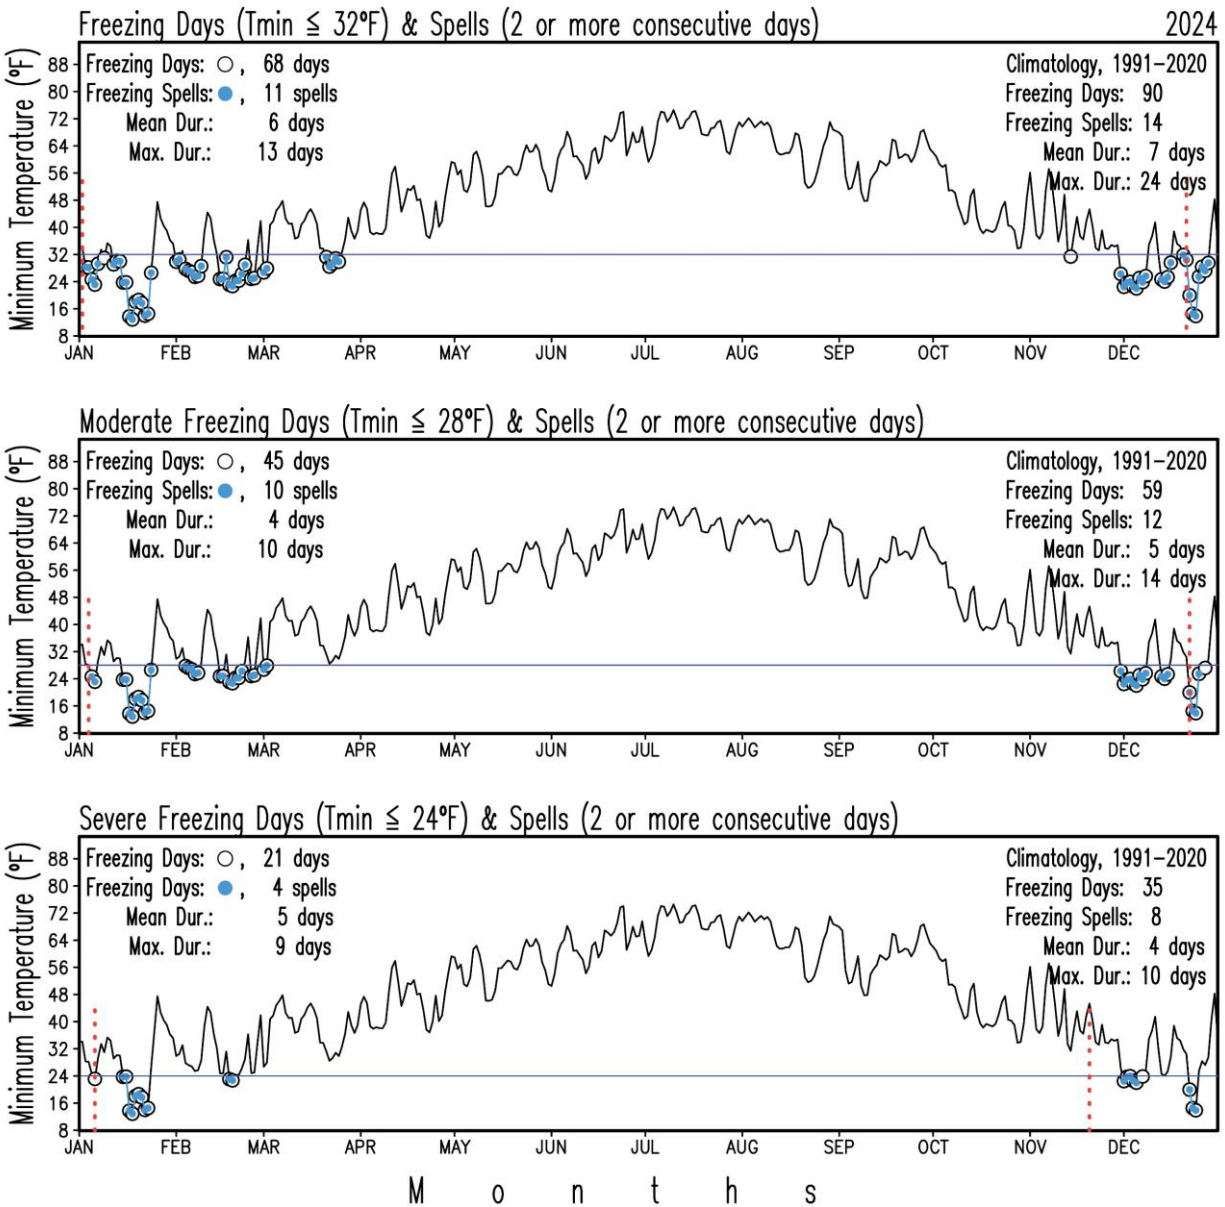 Freezing Days (Tmin ≦ 32°F) & Spells (2 or more consecutive days) 2024
Minimum Temperature (°F)
88
80
72
64
56
48
40
32
24
16
8
Freezing Days: , 68 days
Freezing Spells: , 11 spells
Mean Dur.: 6 days
Max. Dur.: 13 days
Climatology, 1991-2020
Freezing Days: 90
Freezing Spells: 14
Mean Dur.: 7 days
Max. Dur.: 24 days
JAN FEB MAR APR MAY JUN JUL AUG SEP OCT NOV DEC
Moderate Freezing Days (Tmin ≦ 28°F) & Spells (2 or more consecutive days)
Minimum Temperature (°F)
88
80
72
64
56
48
40
32
24
16
8
Freezing Days: , 45 days
Freezing Spells: , 10 spells
Mean Dur.: 4 days
Max. Dur.: 10 days
Climatology, 1991-2020
Freezing Days: 59
Freezing Spells: 12
Mean Dur.: 5 days
Max. Dur.: 14 days
JAN FEB MAR APR MAY JUN JUL AUG SEP OCT NOV DEC
Severe Freezing Days (Tmin ≦ 24°F) & Spells (2 or more consecutive days)
Minimum Temperature (°F)
88
80
72
64
56
48
40
32
24
16
8
Freezing Days: , 21 days
Freezing Days: , 4 spells
Mean Dur.: 5 days
Max. Dur.: 9 days
Climatology, 1991-2020
Freezing Days: 35
Freezing Spells: 8
Mean Dur.: 4 days
Max. Dur.: 10 days
JAN FEB MAR APR MAY JUN JUL AUG SEP OCT NOV DEC
Months